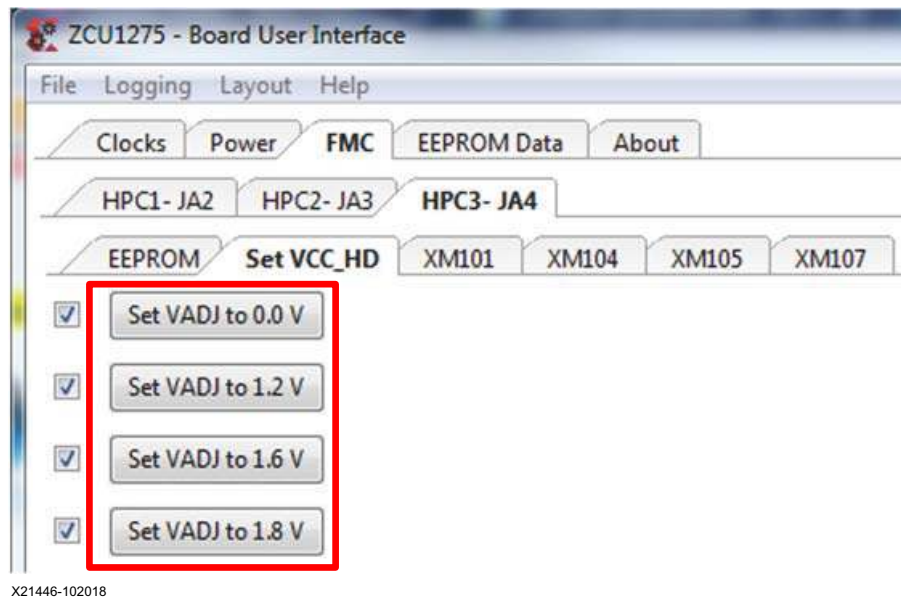 ZCU1275 - Board User Interface
File Logging Layout Help
Clocks Power FMC EEPROM Data About
HPC1- JA2 HPC2- JA3 HPC3- JA4
EEPROM Set VCC_HD XM101 XM104 XM105 XM107
Set VADJ to 0.0 V
Set VADJ to 1.2 V
Set VADJ to 1.6 V
Set VADJ to 1.8 V
X21446-102018